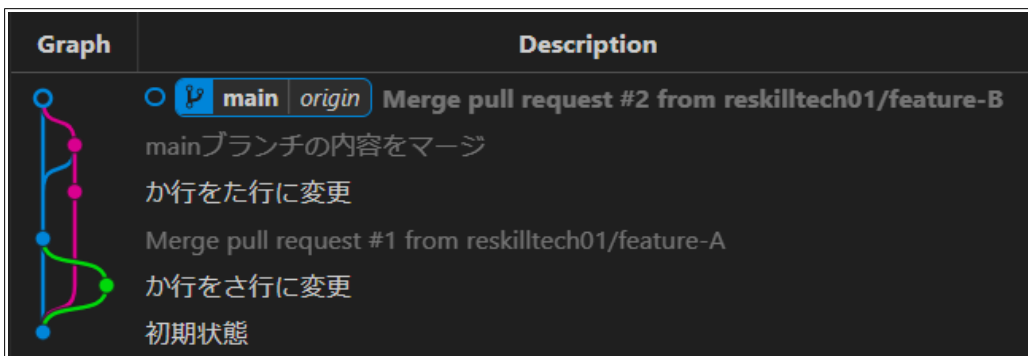 Graph Description
main origin Merge pull request #2 from reskilltech01/feature-B
mainブランチの内容をマージ
か行をた行に変更
Merge pull request #1 from reskilltech01/feature-A
か行をさ行に変更
初期状態